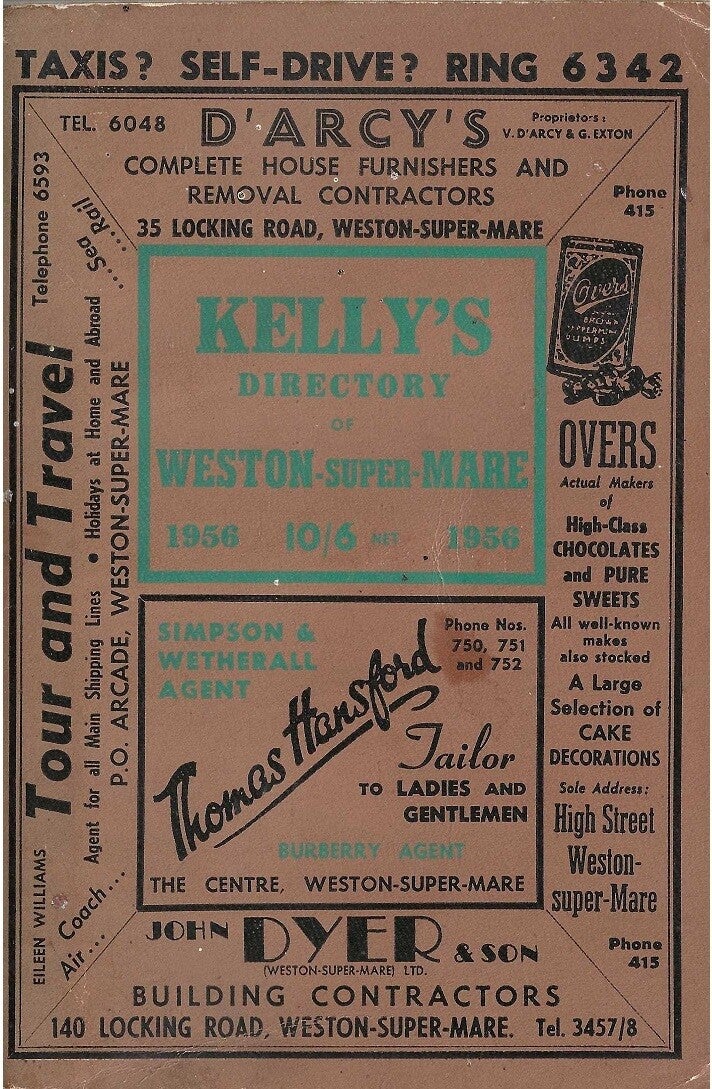 TAXIS? SELF-DRIVE? RING 6342
TEL. 6048
D'ARCY'S
Proprietors:
V. D'ARCY & G. EXTON
COMPLETE HOUSE FURNISHERS AND
REMOVAL CONTRACTORS
35 LOCKING ROAD, WESTON-SUPER-MARE
EILEEN WILLIAMS
Tour and Travel
Telephone 6593
Agent for all Main Shipping Lines • Holidays at Home and Abroad
P.O. ARCADE, WESTON-SUPER-MARE
Air... Coach....
...Sea ......Rail
KELLY'S
DIRECTORY
OF
WESTON-SUPER-MARE
1956 10/6 NET 1956
SIMPSON &
WETHERALL
AGENT
Phone Nos.
750, 751
and 752
Thomas Hansford
Tailor
TO LADIES AND
GENTLEMEN
BURBERRY AGENT
THE CENTRE, WESTON-SUPER-MARE
Phone
415
Overs
OVERS
Actual Makers
of
High-Class
CHOCOLATES
and PURE
SWEETS
All well-known
makes
also stocked
A Large
Selection of
CAKE
DECORATIONS
Sole Address:
High Street
Weston-
super-Mare
Phone
415
JOHN DYER & SON
(WESTON-SUPER-MARE) LTD.
BUILDING CONTRACTORS
140 LOCKING ROAD, WESTON-SUPER-MARE. Tel. 3457/8